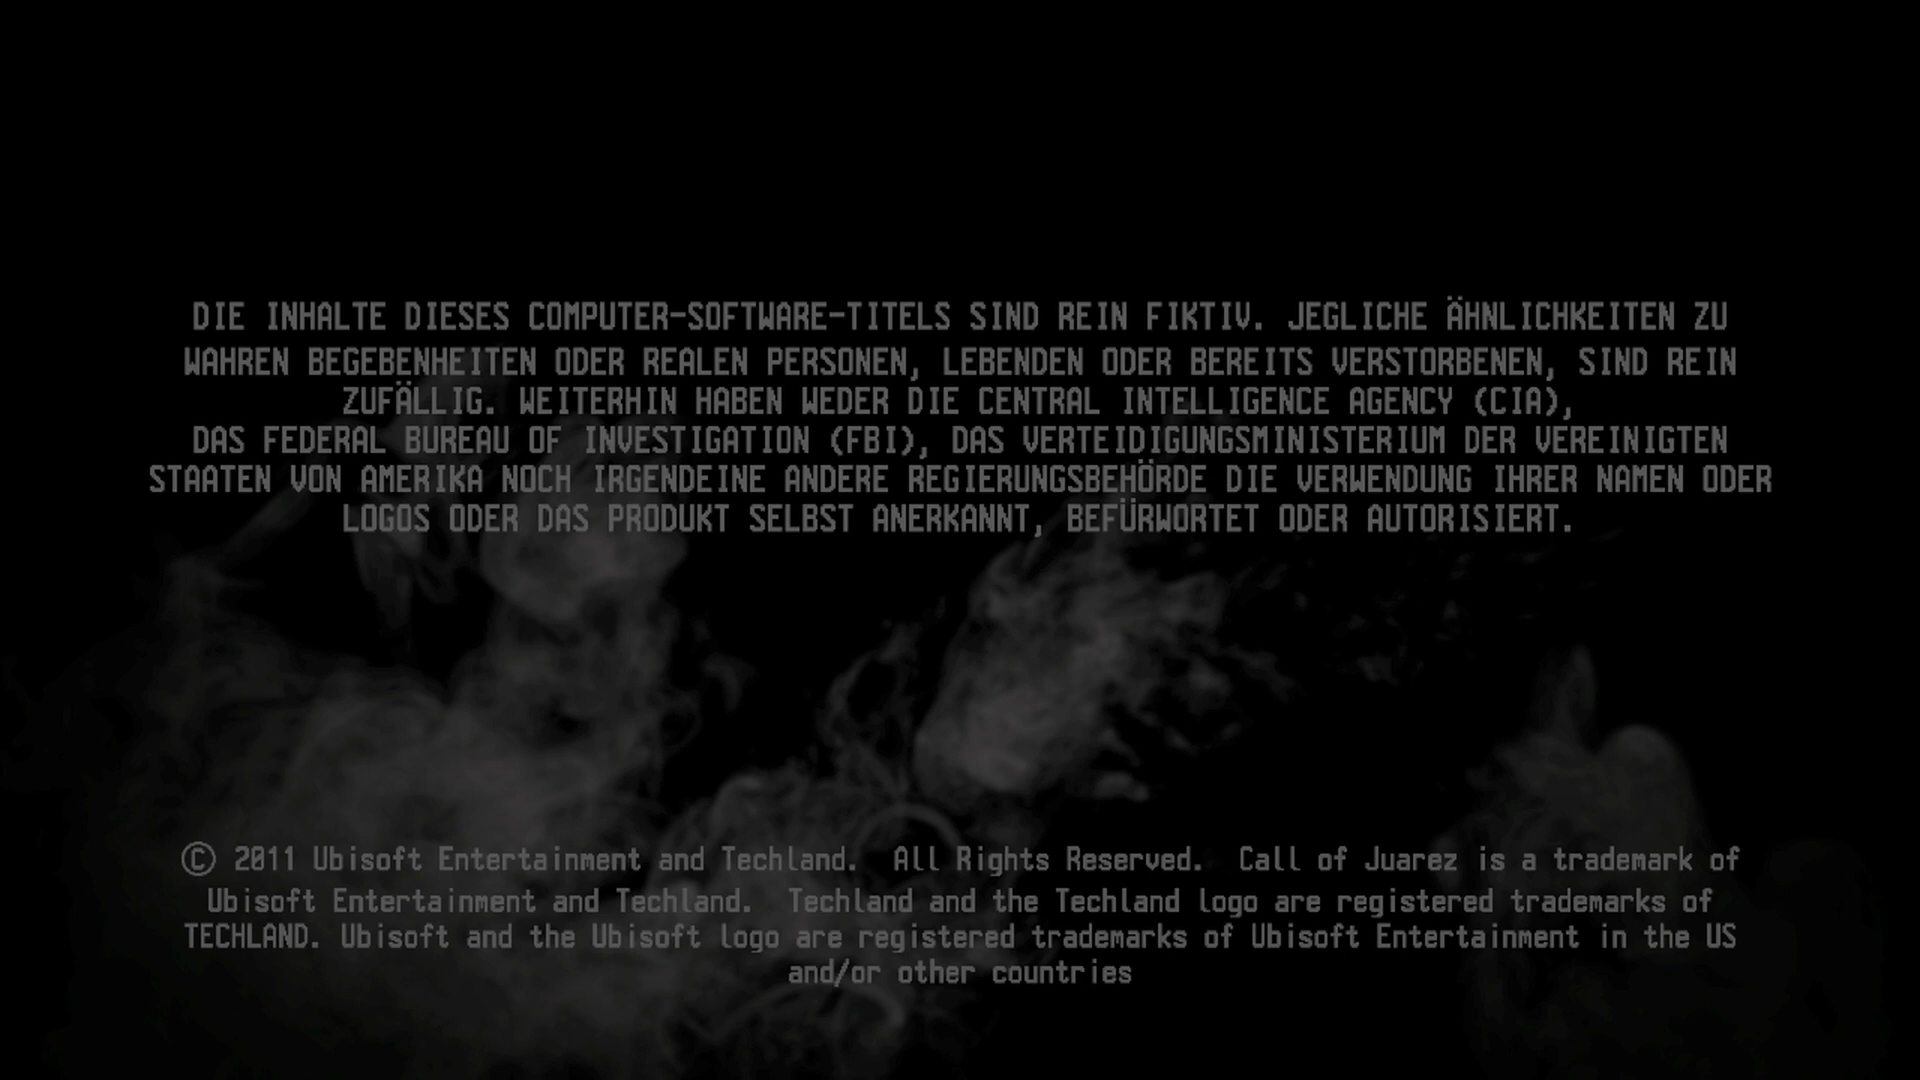 DIE INHALTE DIESES COMPUTER-SOFTWARE-TITELS SIND REIN FIKTIV. JEGLICHE ÄHNLICHKEITEN ZU
WAHREN BEGEBENHEITEN ODER REALEN PERSONEN, LEBENDEN ODER BEREITS VERSTORBENEN, SIND REIN
ZUFÄLLIG. WEITERHIN HABEN WEDER DIE CENTRAL INTELLIGENCE AGENCY (CIA),
DAS FEDERAL BUREAU OF INVESTIGATION (FBI), DAS VERTEIDIGUNGSMINISTERIUM DER VEREINIGTEN
STAATEN VON AMERIKA NOCH IRGENDEINE ANDERE REGIERUNGSBEHÖRDE DIE VERWENDUNG IHRER NAMEN ODER
LOGOS ODER DAS PRODUKT SELBST ANERKANNT, BEFÜRWORTET ODER AUTORISIERT.
© 2011 Ubisoft Entertainment and Techland.  All Rights Reserved.  Call of Juarez is a trademark of
Ubisoft Entertainment and Techland.  Techland and the Techland logo are registered trademarks of
TECHLAND. Ubisoft and the Ubisoft logo are registered trademarks of Ubisoft Entertainment in the US
and/or other countries